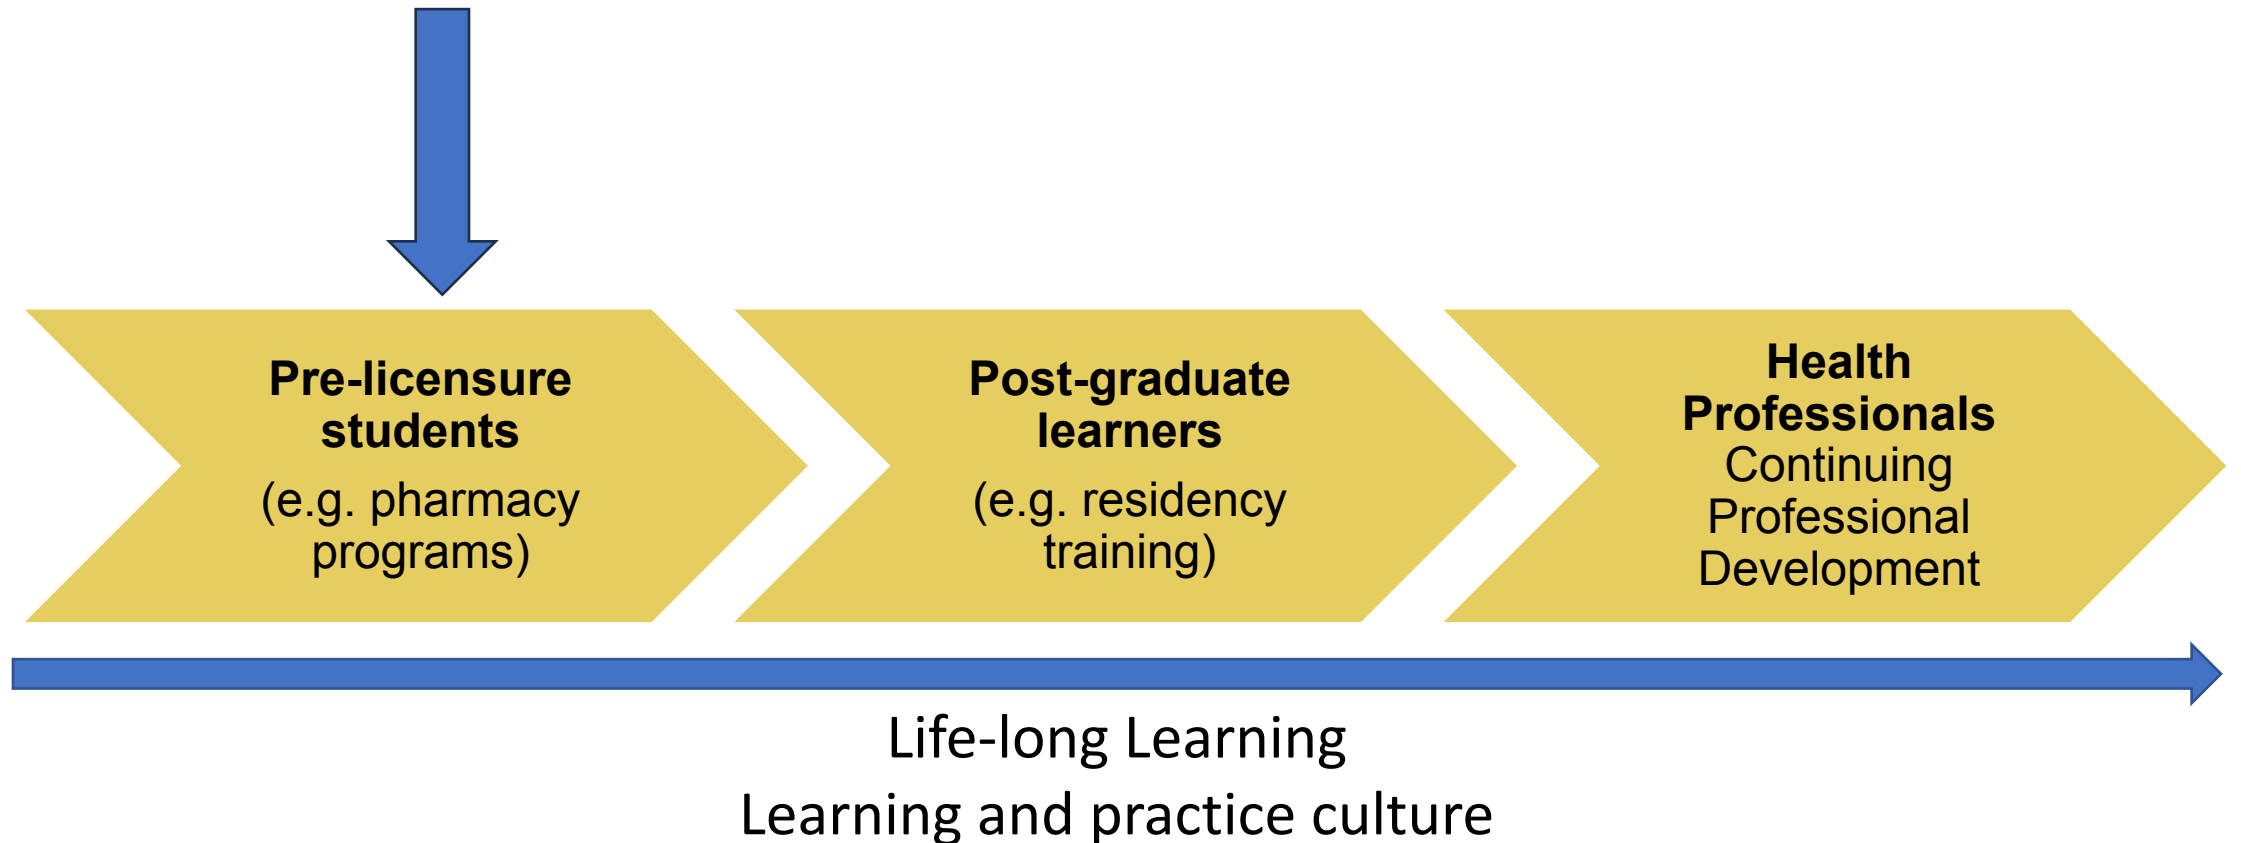 Pre-licensure
students
(e.g. pharmacy
programs)
Post-graduate
learners
(e.g. residency
training)
Health
Professionals
Continuing
Professional
Development
Life-long Learning
Learning and practice culture